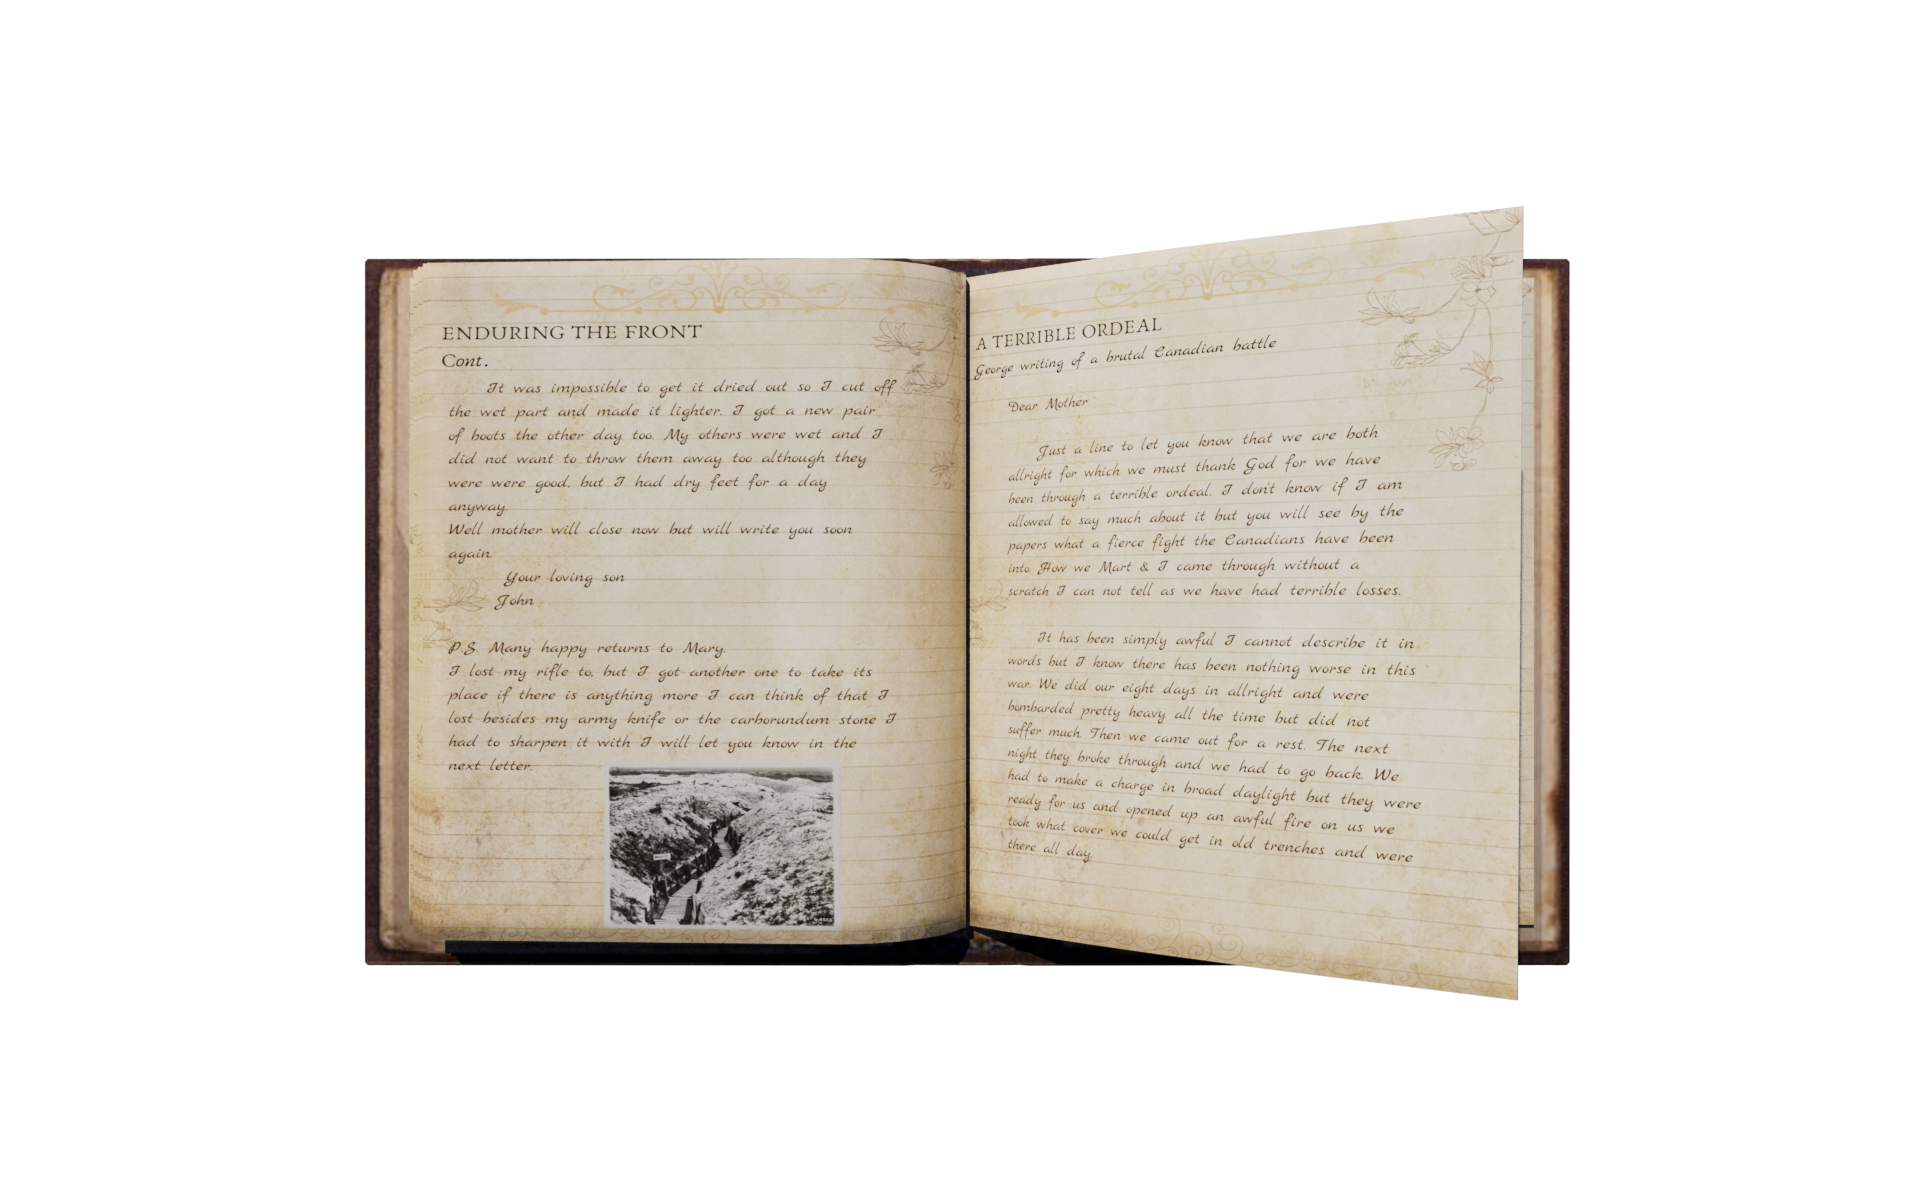 ENDURING THE FRONT
Cont.
It was impossible to get it dried out so I cut off
the wet part and made it lighter. I got a new pair
of boots the other day too. My others were wet and I
did not want to throw them away too although they
were were good, but I had dry feet for a day
anyway.
Well mother will close now but will write you soon
again.
Your loving son
John
P.S. Many happy returns to Mary.
I lost my rifle to, but I got another one to take its
place if there is anything more I can think of that I
lost besides my army knife or the carborundum stone I
had to sharpen it with I will let you know in the
next letter.
A TERRIBLE ORDEAL
George writing of a brutal Canadian battle
Dear Mother
Just a line to let you know that we are both
allright for which we must thank God for we have
been through a terrible ordeal. I don't know if I am
allowed to say much about it but you will see by the
papers what a fierce fight the Canadians have been
into. How we Mart & I came through without a
scratch I can not tell as we have had terrible losses.
It has been simply awful I cannot describe it in
words but I know there has been nothing worse in this
war. We did our eight days in allright and were
bombarded pretty heavy all the time but did not
suffer much. Then we came out for a rest. The next
night they broke through and we had to go back. We
had to make a charge in broad daylight but they were
ready for us and opened up an awful fire on us we
took what cover we could get in old trenches and were
there all day.